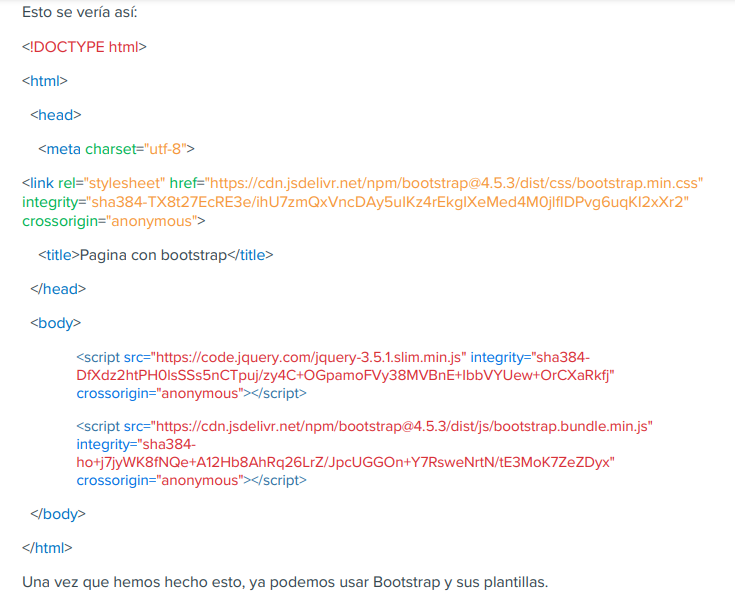 Esto se vería así:
<!DOCTYPE html>
<html>
<head>
<meta charset="utf-8">
<link rel="stylesheet" href="https://cdn.jsdelivr.net/npm/bootstrap@4.5.3/dist/css/bootstrap.min.css"
integrity="sha384-TX8t27EcRE3e/ihU7zmQxVncDAy5uIKz4rEkgIXeMed4M0jlfIDPvg6uqKI2xXr2"
crossorigin="anonymous">
<title>Pagina con bootstrap</title>
</head>
<body>
<script src="https://code.jquery.com/jquery-3.5.1.slim.min.js" integrity="sha384-
DfXdz2htPH0lsSSs5nCTpuj/zy4C+OGpamoFVy38MVBnE+IbbVYUew+OrCXaRkfj"
crossorigin="anonymous"></script>
<script src="https://cdn.jsdelivr.net/npm/bootstrap@4.5.3/dist/js/bootstrap.bundle.min.js"
integrity="sha384-
ho+j7jyWK8fNQe+A12Hb8AhRq26LrZ/JpcUGGOn+Y7RsweNrtN/tE3MoK7ZeZDyx"
crossorigin="anonymous"></script>
</body>
</html>
Una vez que hemos hecho esto, ya podemos usar Bootstrap y sus plantillas.